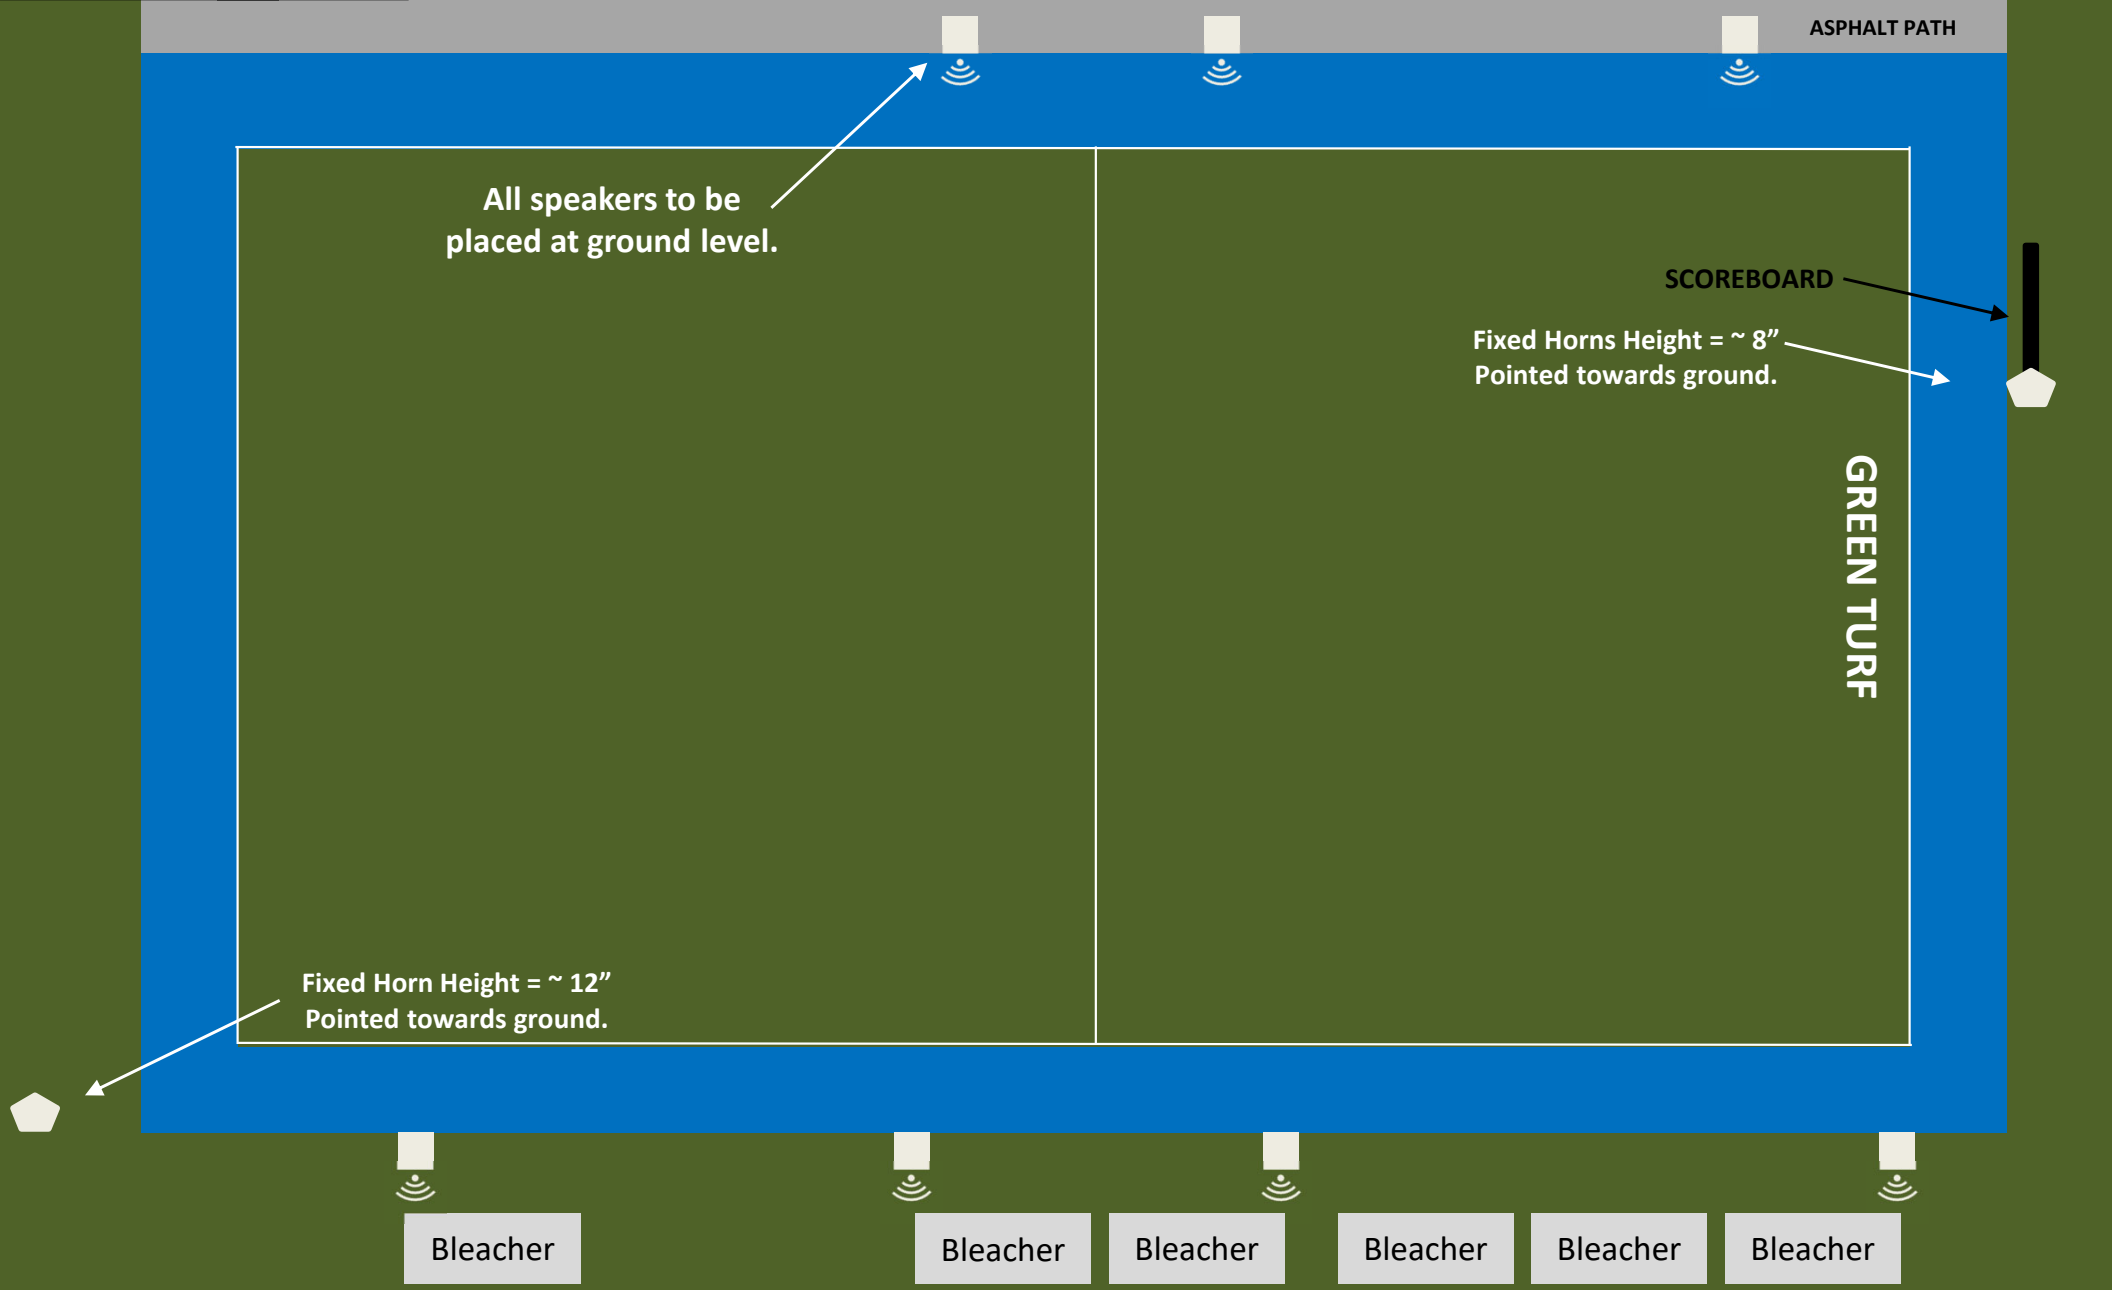 ASPHALT PATH
All speakers to be
placed at ground level.
SCOREBOARD
Fixed Horns Height = ~ 8”
Pointed towards ground.
GREEN TURF
Fixed Horn Height = ~ 12”
Pointed towards ground.
Bleacher
Bleacher
Bleacher
Bleacher
Bleacher
Bleacher